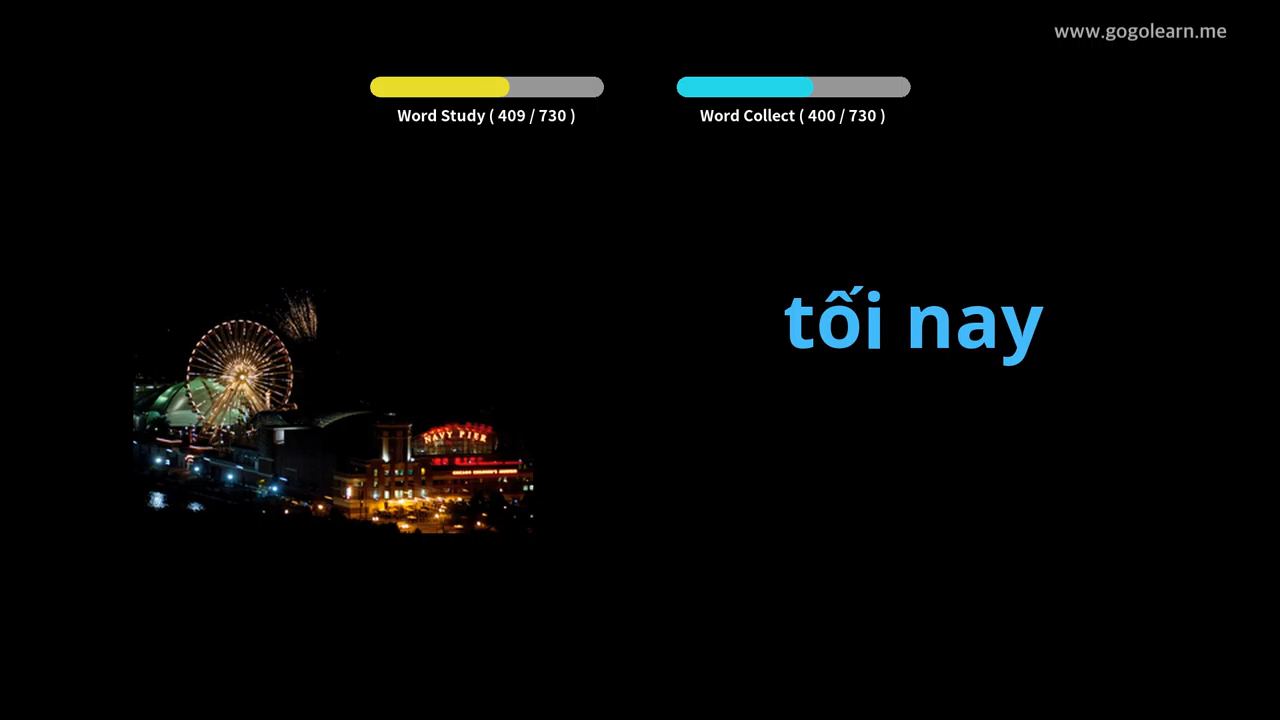 www.gogolearn.me
Word Study ( 409 / 730 )
Word Collect ( 400 / 730 )
tối nay
NAVY PIER